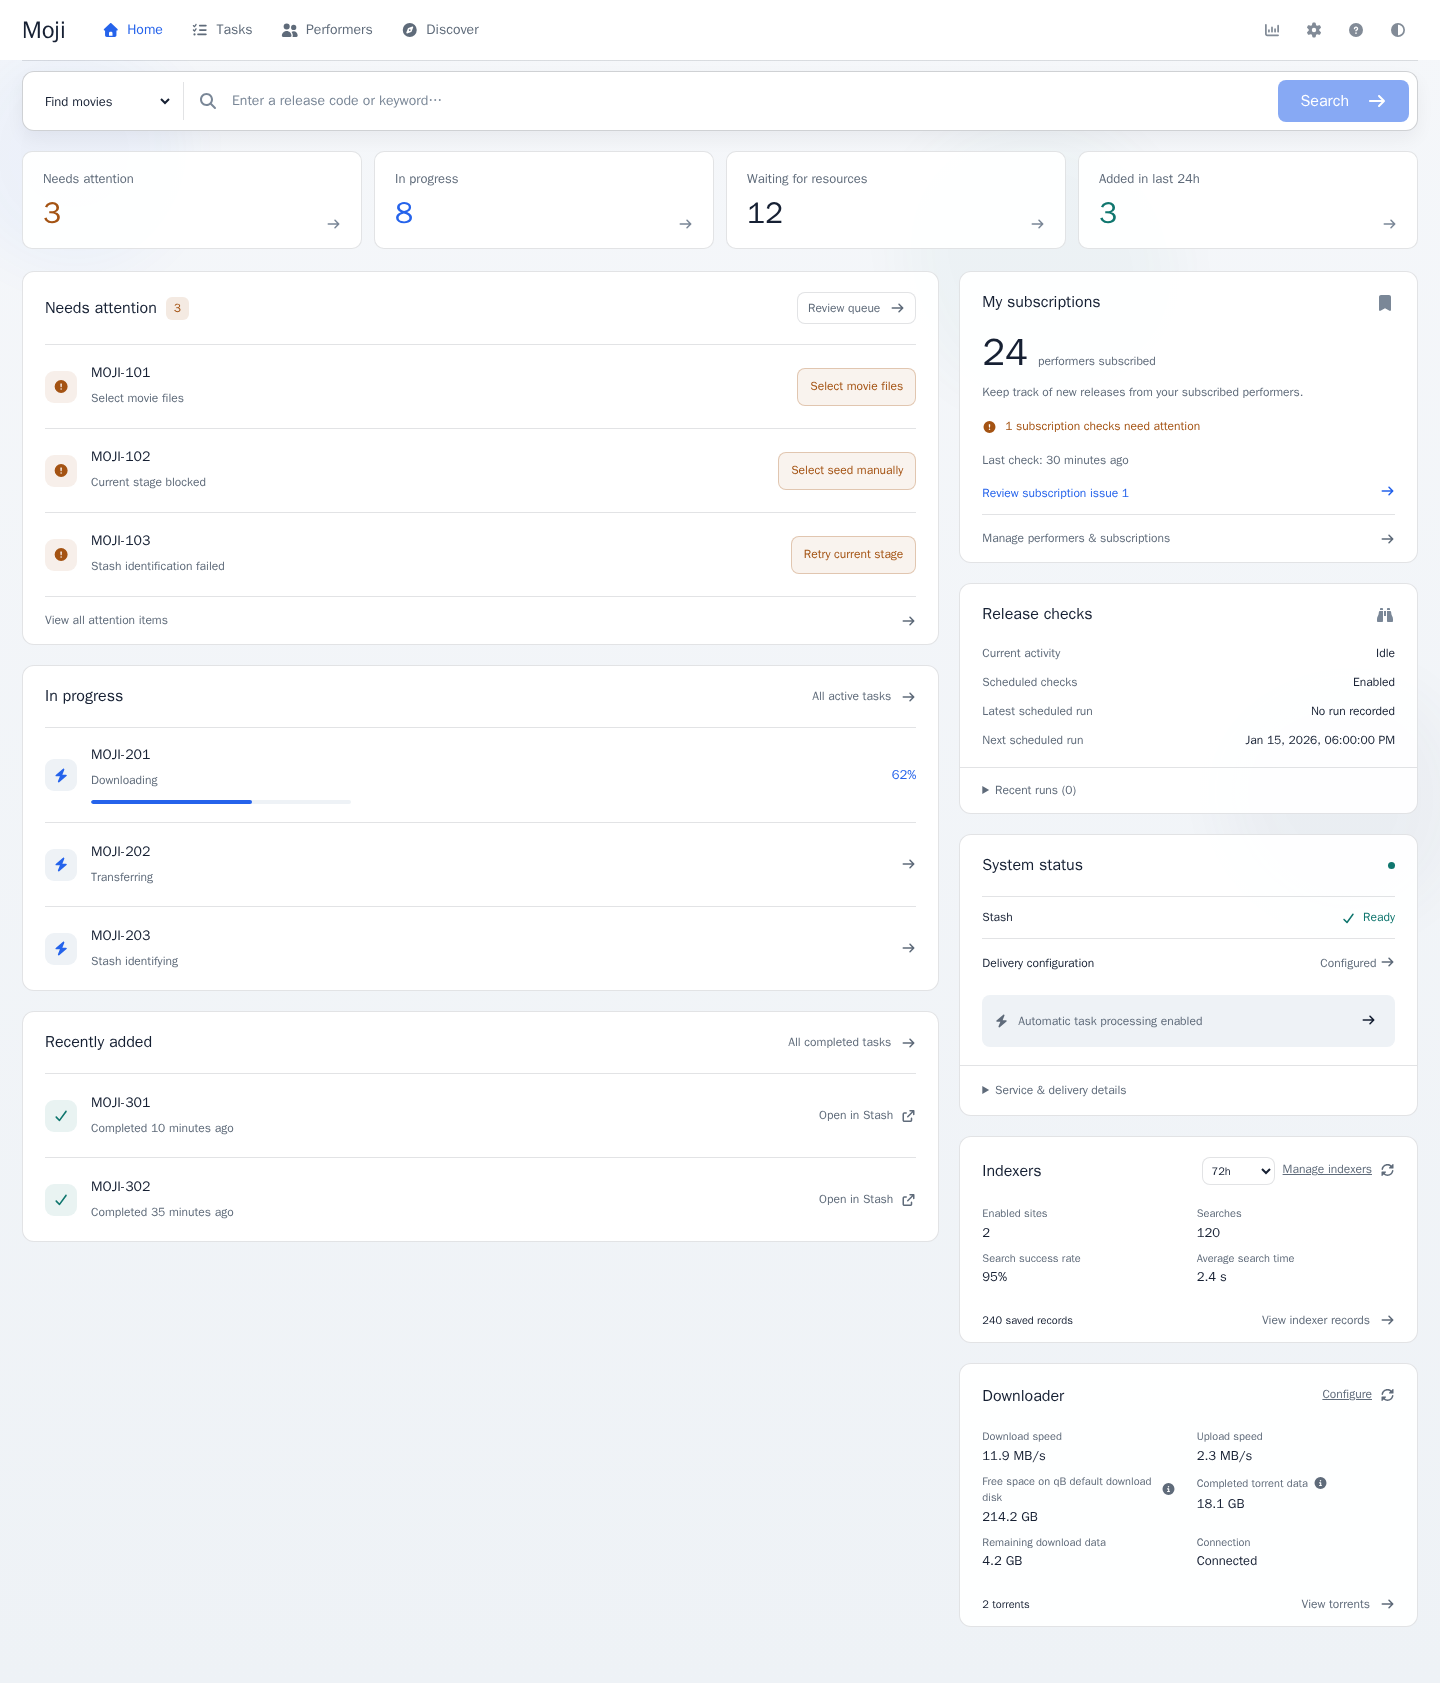 Moji
Home
Tasks
Performers
Discover
Find movies
Enter a release code or keyword···
Search
Needs attention
3
In progress
8
Waiting for resources
12
Added in last 24h
3
Needs attention 3
Review queue
MOJI-101
Select movie files
Select movie files
MOJI-102
Current stage blocked
Select seed manually
MOJI-103
Stash identification failed
Retry current stage
View all attention items
In progress
All active tasks
MOJI-201
Downloading
62%
MOJI-202
Transferring
MOJI-203
Stash identifying
Recently added
All completed tasks
MOJI-301
Completed 10 minutes ago
Open in Stash
MOJI-302
Completed 35 minutes ago
Open in Stash
My subscriptions
24 performers subscribed
Keep track of new releases from your subscribed performers.
1 subscription checks need attention
Last check: 30 minutes ago
Review subscription issue 1
Manage performers & subscriptions
Release checks
Current activity Idle
Scheduled checks Enabled
Latest scheduled run No run recorded
Next scheduled run Jan 15, 2026, 06:00:00 PM
Recent runs (0)
System status
Stash Ready
Delivery configuration Configured
Automatic task processing enabled
Service & delivery details
Indexers
72h
Manage indexers
Enabled sites
2
Searches
120
Search success rate
95%
Average search time
2.4 s
240 saved records
View indexer records
Downloader
Configure
Download speed
11.9 MB/s
Upload speed
2.3 MB/s
Free space on qB default download
disk
214.2 GB
Completed torrent data
18.1 GB
Remaining download data
4.2 GB
Connection
Connected
2 torrents
View torrents